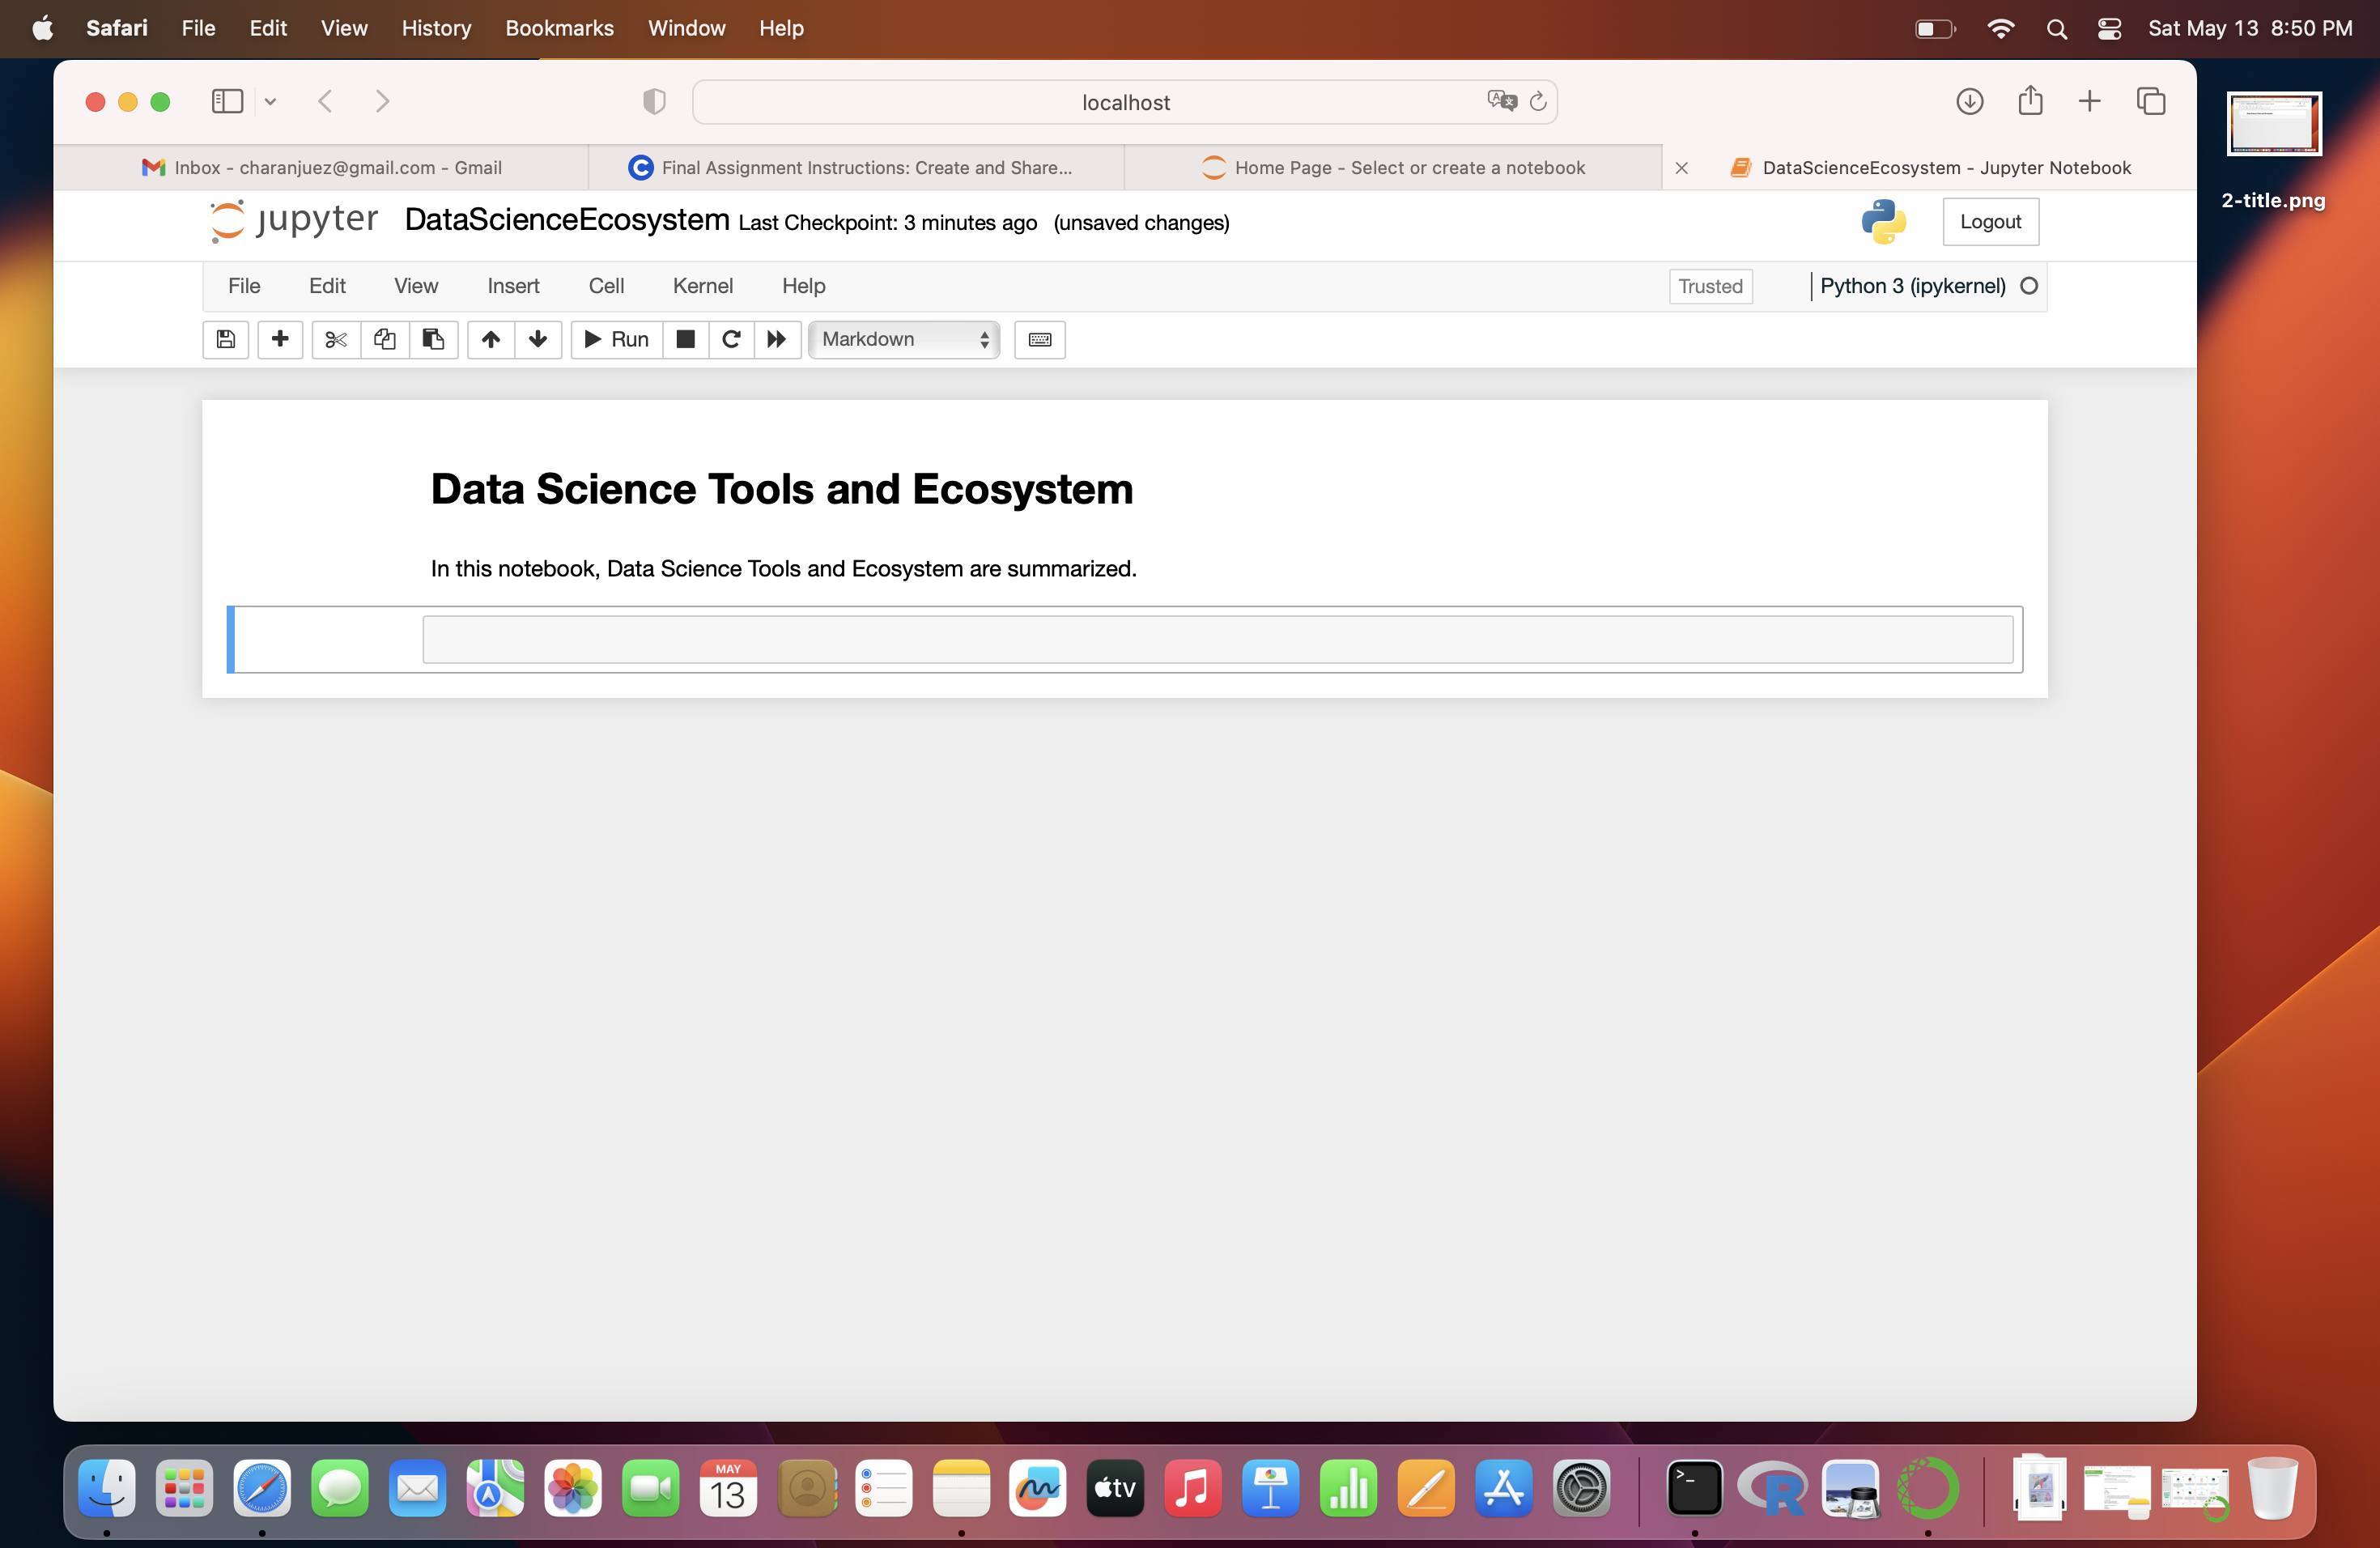 Safari File Edit View History Bookmarks Window Help Sat May 13 8:50 PM
localhost
Inbox - charanjuez@gmail.com - Gmail
Final Assignment Instructions: Create and Share...
Home Page - Select or create a notebook
DataScienceEcosystem - Jupyter Notebook
2-title.png
jupyter DataScienceEcosystem Last Checkpoint: 3 minutes ago (unsaved changes) Logout
File Edit View Insert Cell Kernel Help Trusted Python 3 (ipykernel)
Run Markdown
Data Science Tools and Ecosystem
In this notebook, Data Science Tools and Ecosystem are summarized.
MAY
13
tv